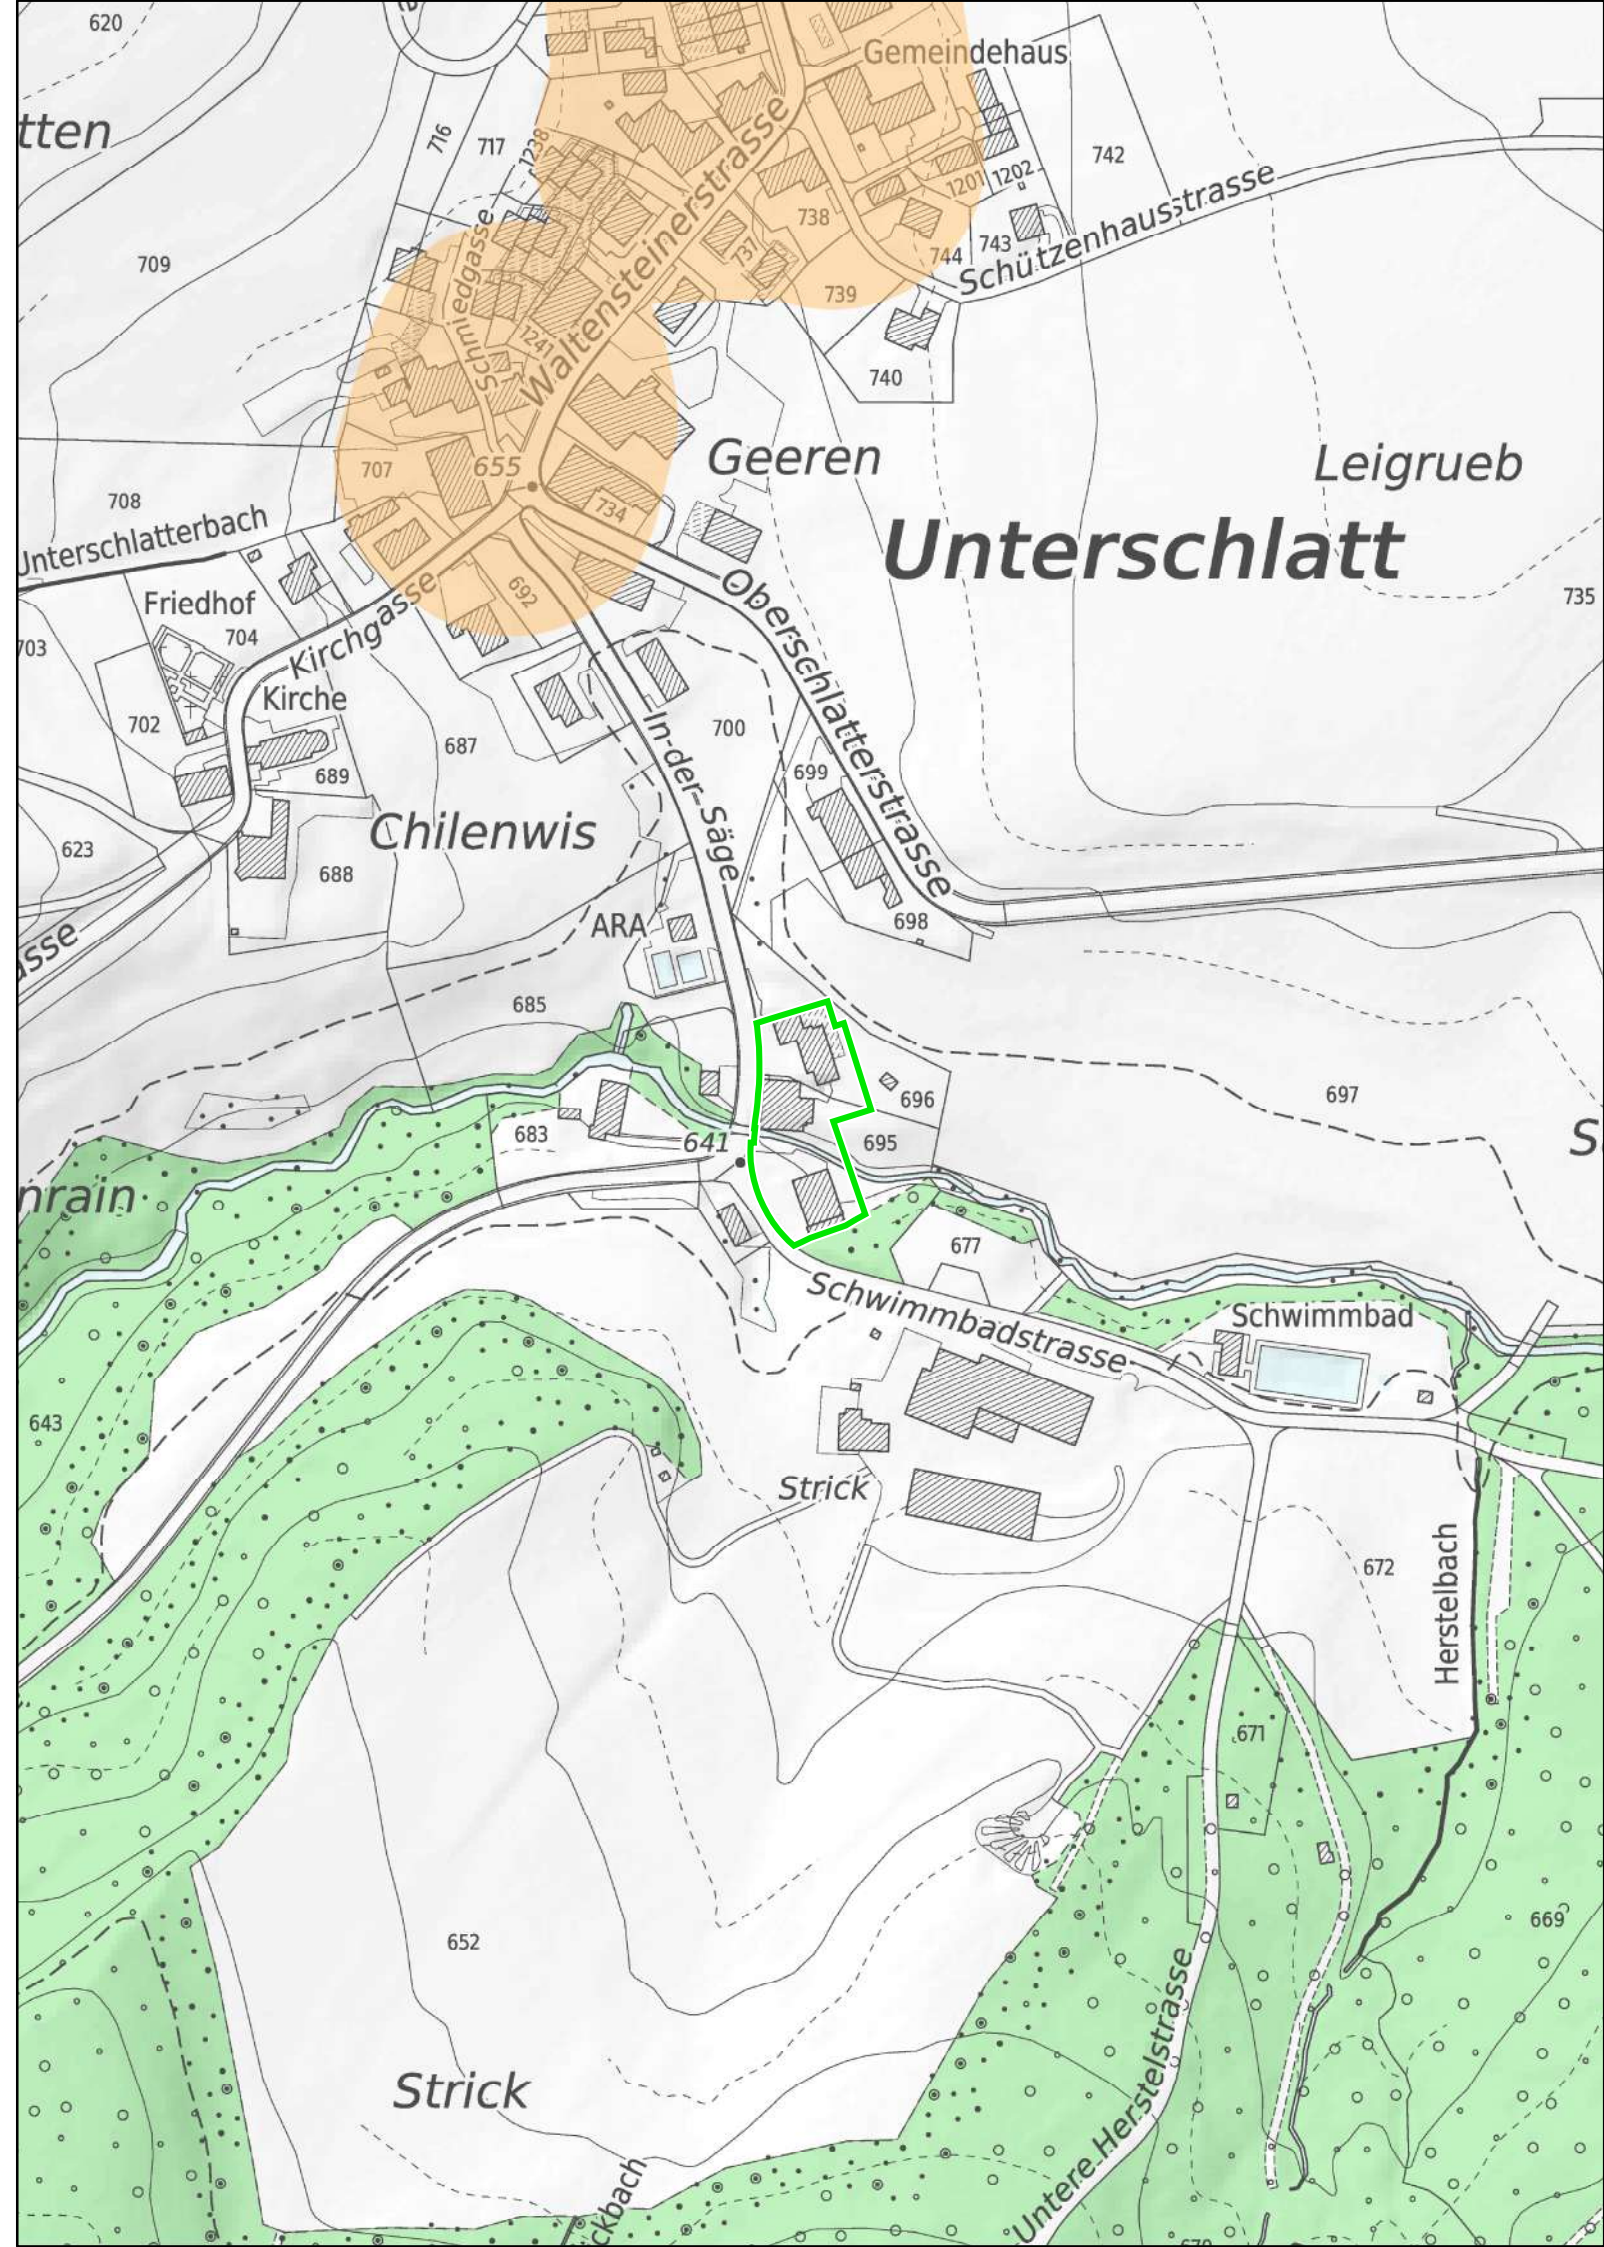 620
Gemeindehaus
tten
716
717
1238
742
1201
1202
Schützenhausstrasse
738
743
744
737
709
739
Schmiedgasse
Waltensteinerstrasse
1241
740
Geeren
Leigrueb
707
655
734
708
Unterschlatterbach
Unterschlatt
692
Oberschlatterstrasse
735
Friedhof
704
703
Kirchgasse
Kirche
702
687
700
In-der-Säge
689
699
Chilenwis
623
688
698
ARA
asse
685
697
696
683
641
695
nrain
677
Schwimmbadstrasse
Schwimmbad
643
Strick
672
Herstelbach
671
652
669
Untere-Herstelstrasse
Strick
ckbach